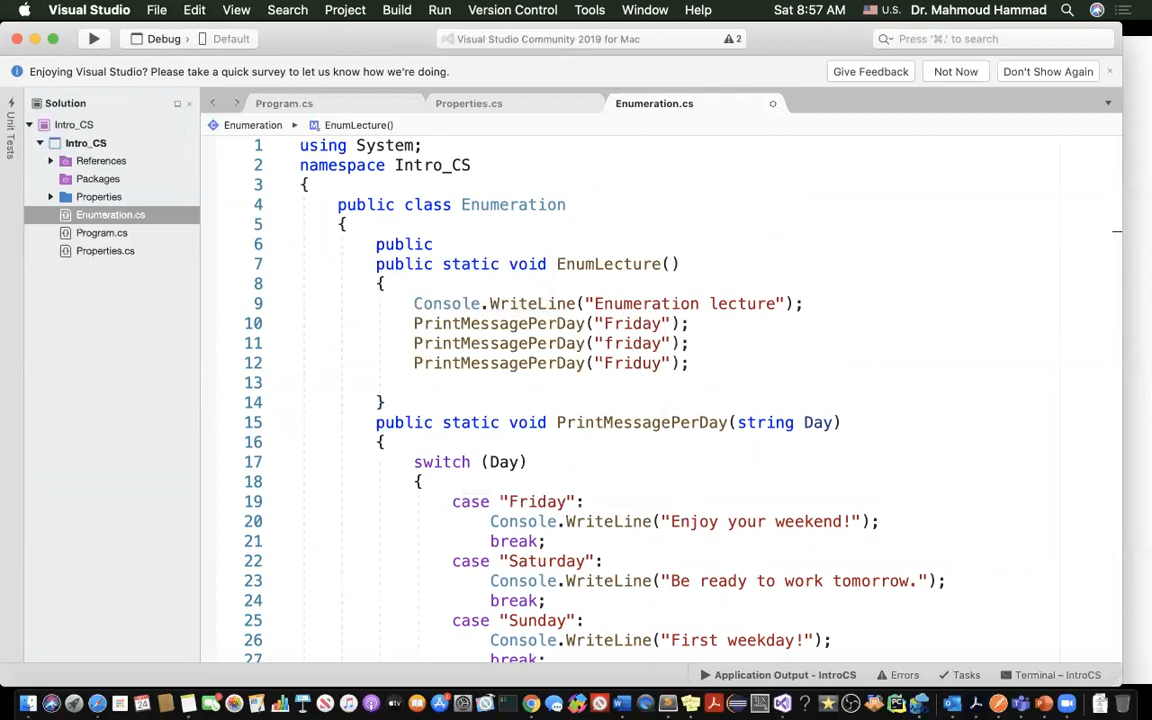 Visual Studio File Edit View Search Project Build Run Version Control Tools Window Help Sat 8:57 AM U.S. Dr. Mahmoud Hammad
Debug › Default Visual Studio Community 2019 for Mac 2 Press '⌘.' to search
Enjoying Visual Studio? Please take a quick survey to let us know how we're doing. Give Feedback Not Now Don't Show Again
Unit Tests
Solution
Intro_CS
Intro_CS
References
Packages
Properties
Enumeration.cs
Program.cs
Properties.cs
Program.cs Properties.cs Enumeration.cs
Enumeration EnumLecture()
1 using System;
2 namespace Intro_CS
3 {
4 public class Enumeration
5 {
6 public
7 public static void EnumLecture()
8 {
9 Console.WriteLine("Enumeration lecture");
10 PrintMessagePerDay("Friday");
11 PrintMessagePerDay("friday");
12 PrintMessagePerDay("Friduy");
13
14 }
15 public static void PrintMessagePerDay(string Day)
16 {
17 switch (Day)
18 {
19 case "Friday":
20 Console.WriteLine("Enjoy your weekend!");
21 break;
22 case "Saturday":
23 Console.WriteLine("Be ready to work tomorrow.");
24 break;
25 case "Sunday":
26 Console.WriteLine("First weekday!");
27 break;
Application Output – IntroCS Errors Tasks Terminal – IntroCS